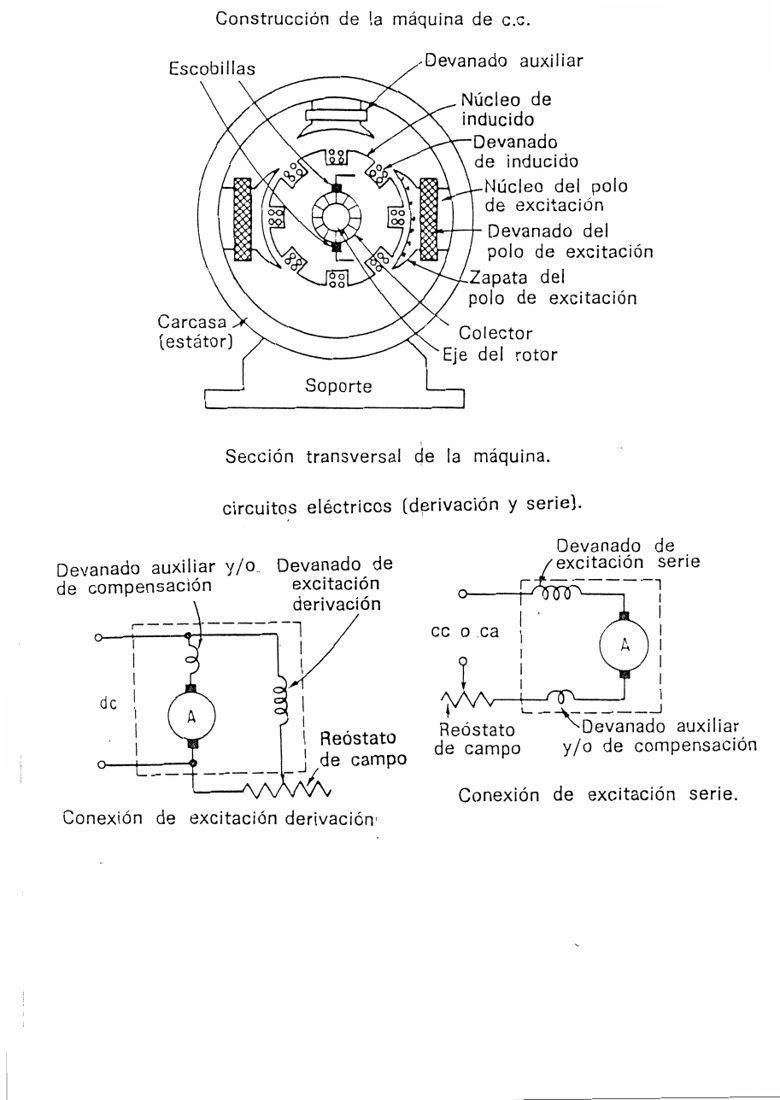 Construcción de la máquina de c.c.
Escobillas
Devanado auxiliar
Núcleo de
inducido
Devanado
de inducido
Núcleo del polo
de excitación
Devanado del
polo de excitación
Zapata del
polo de excitación
Colector
Eje del rotor
Carcasa
(estátor)
Soporte
Sección transversal de la máquina.
circuitos eléctricos (derivación y serie).
Devanado auxiliar y/o
de compensación
Devanado de
excitación
derivación
dc
A
Reóstato
de campo
Conexión de excitación derivación
Devanado de
excitación serie
cc o ca
A
Reóstato
de campo
Devanado auxiliar
y/o de compensación
Conexión de excitación serie.